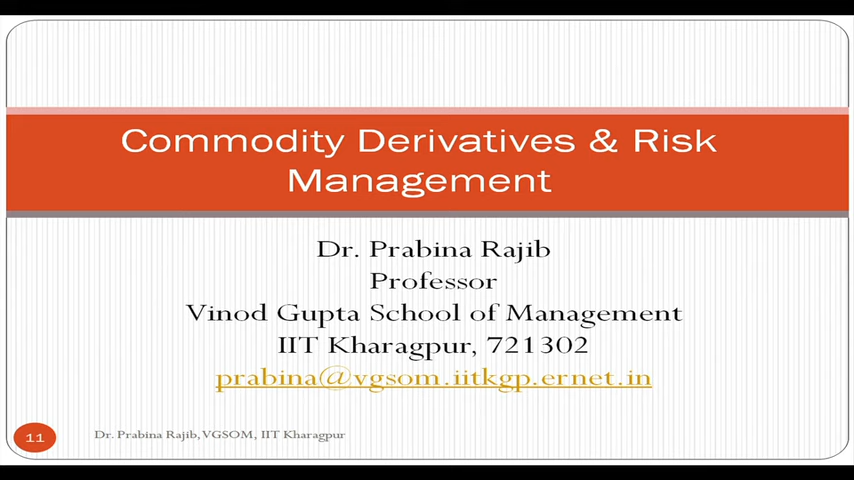 Commodity Derivatives & Risk
Management
Dr. Prabina Rajib
Professor
Vinod Gupta School of Management
IIT Kharagpur, 721302
prabina@vgsom.iitkgp.ernet.in
11
Dr. Prabina Rajib, VGSOM, IIT Kharagpur